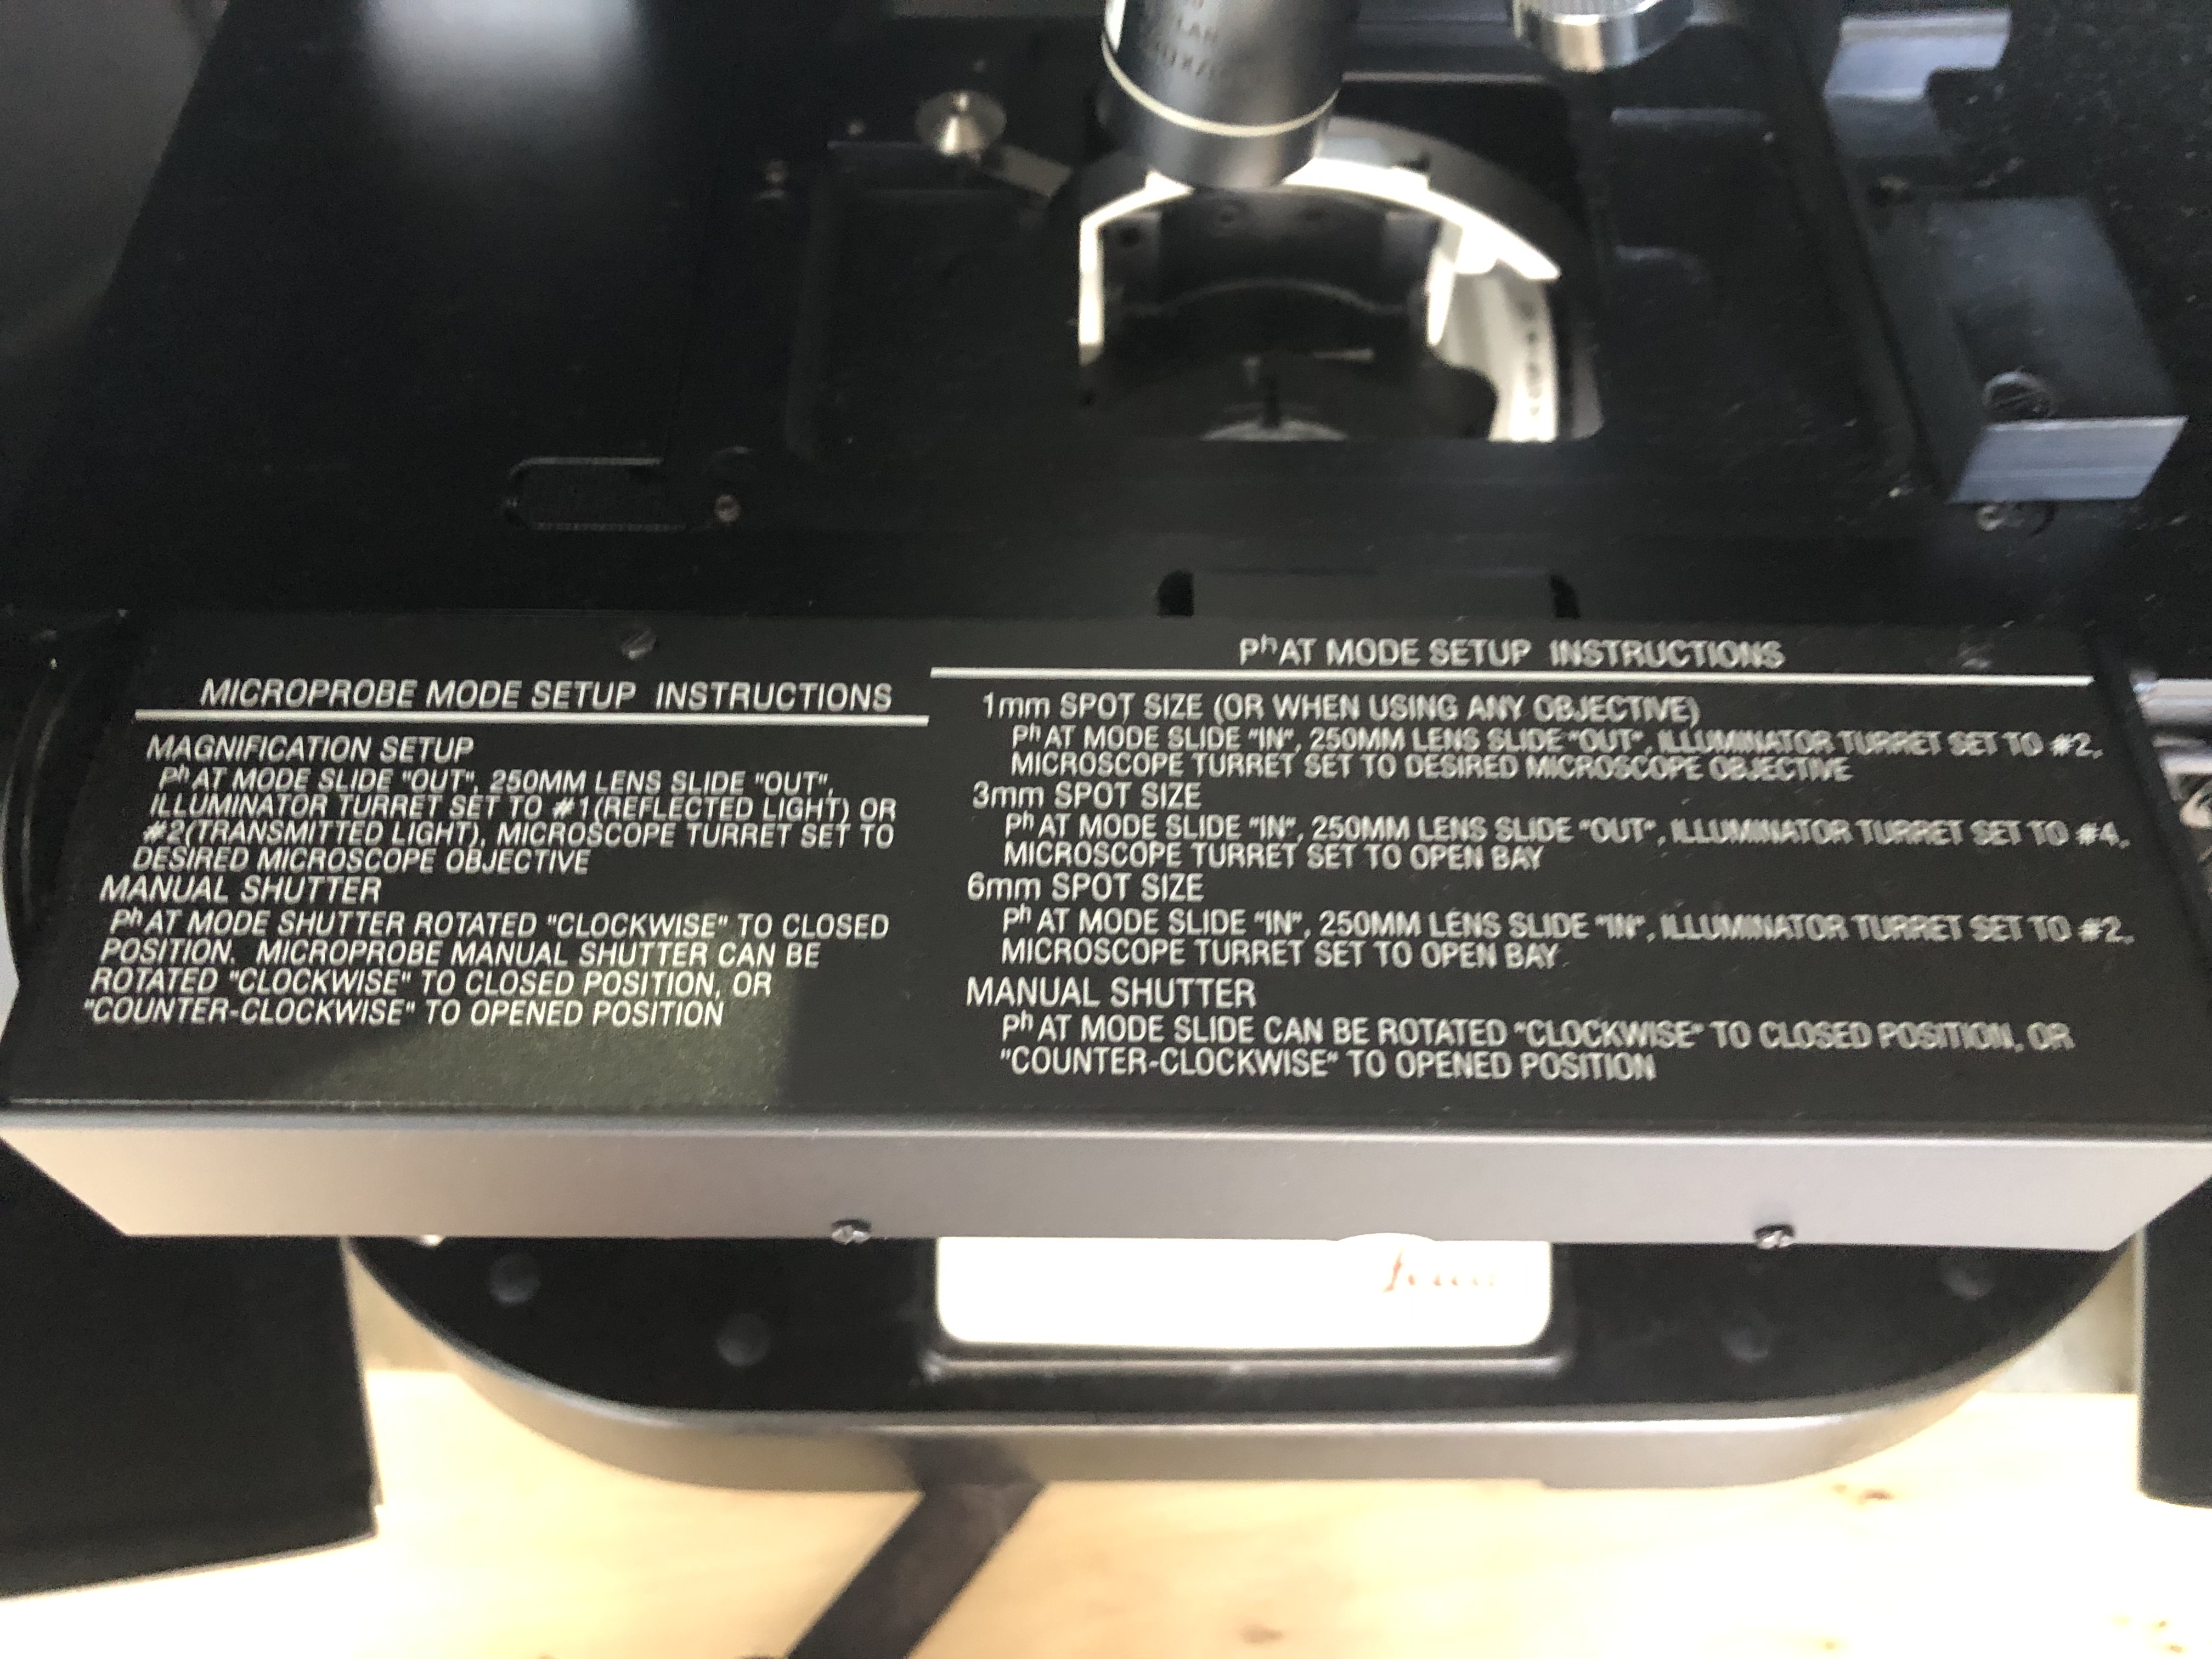 MICROPROBE MODE SETUP INSTRUCTIONS
MAGNIFICATION SETUP
PhAT MODE SLIDE "OUT", 250MM LENS SLIDE "OUT",
ILLUMINATOR TURRET SET TO #1(REFLECTED LIGHT) OR
#2(TRANSMITTED LIGHT), MICROSCOPE TURRET SET TO
DESIRED MICROSCOPE OBJECTIVE
MANUAL SHUTTER
PhAT MODE SHUTTER ROTATED "CLOCKWISE" TO CLOSED
POSITION. MICROPROBE MANUAL SHUTTER CAN BE
ROTATED "CLOCKWISE" TO CLOSED POSITION, OR
"COUNTER-CLOCKWISE" TO OPENED POSITION
PhAT MODE SETUP INSTRUCTIONS
1mm SPOT SIZE (OR WHEN USING ANY OBJECTIVE)
PhAT MODE SLIDE "IN", 250MM LENS SLIDE "OUT", ILLUMINATOR TURRET SET TO #2,
MICROSCOPE TURRET SET TO DESIRED MICROSCOPE OBJECTIVE
3mm SPOT SIZE
PhAT MODE SLIDE "IN", 250MM LENS SLIDE "OUT", ILLUMINATOR TURRET SET TO #4,
MICROSCOPE TURRET SET TO OPEN BAY
6mm SPOT SIZE
PhAT MODE SLIDE "IN", 250MM LENS SLIDE "IN", ILLUMINATOR TURRET SET TO #2,
MICROSCOPE TURRET SET TO OPEN BAY
MANUAL SHUTTER
PhAT MODE SLIDE CAN BE ROTATED "CLOCKWISE" TO CLOSED POSITION, OR
"COUNTER-CLOCKWISE" TO OPENED POSITION
Leica